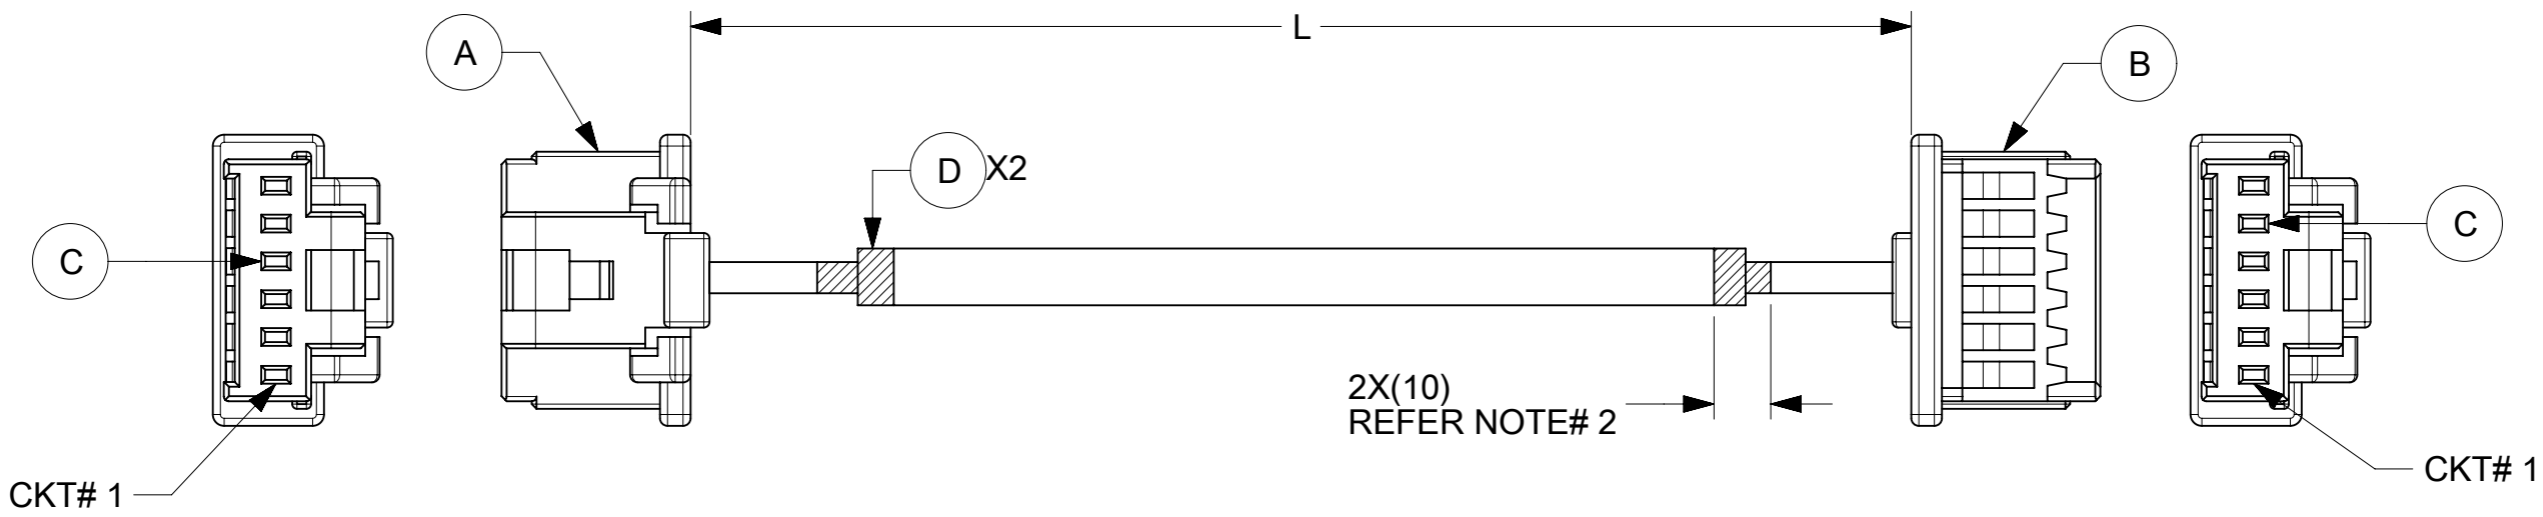 L
A
B
D X2
C
C
2X(10)
REFER NOTE# 2
CKT# 1
CKT# 1